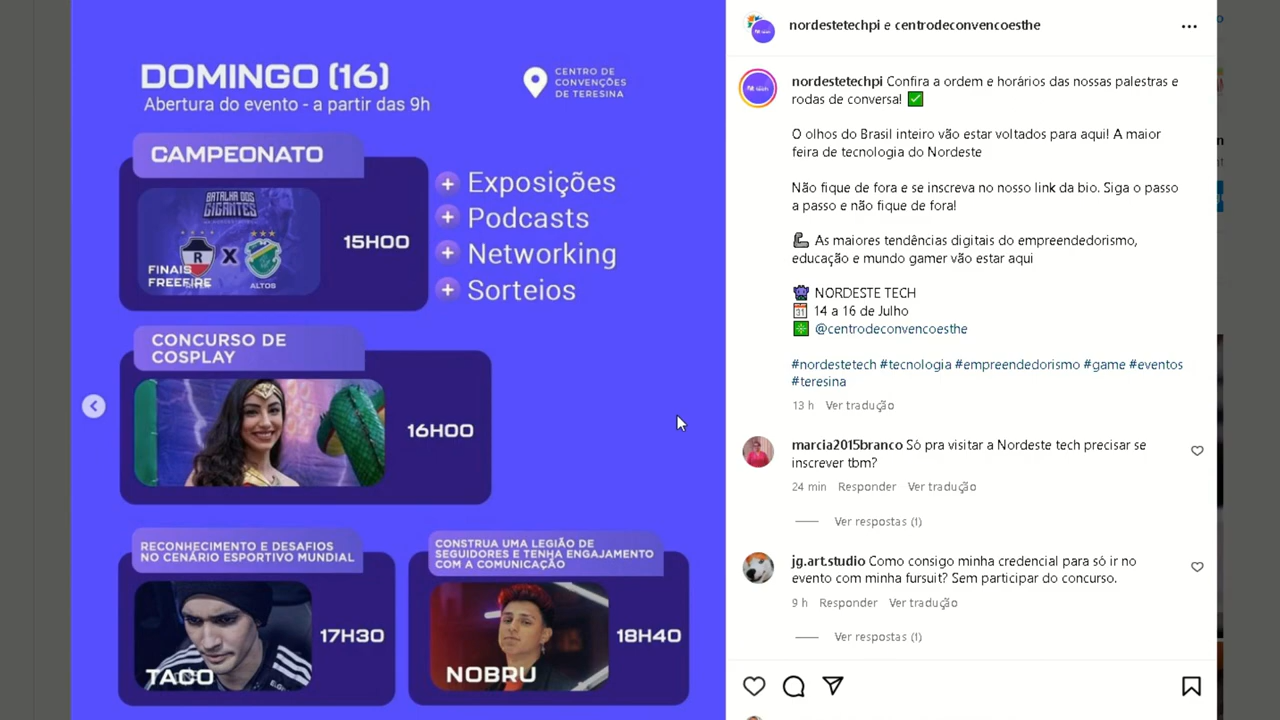 DOMINGO (16)
Abertura do evento - a partir das 9h
CENTRO DE
CONVENÇÕES
DE TERESINA
CAMPEONATO
BATALHA DOS
GIGANTES
R X
FINAIS
FREEFIRE
ALTOS
15H00
+ Exposições
+ Podcasts
+ Networking
+ Sorteios
CONCURSO DE
COSPLAY
16H00
RECONHECIMENTO E DESAFIOS
NO CENÁRIO ESPORTIVO MUNDIAL
TACO
17H30
CONSTRUA UMA LEGIÃO DE
SEGUIDORES E TENHA ENGAJAMENTO
COM A COMUNICAÇÃO
NOBRU
18H40
nordestetechpi e centrodeconvencoesthe
nordestetechpi Confira a ordem e horários das nossas palestras e
rodas de conversa! ✅
O olhos do Brasil inteiro vão estar voltados para aqui! A maior
feira de tecnologia do Nordeste
Não fique de fora e se inscreva no nosso link da bio. Siga o passo
a passo e não fique de fora!
🦾 As maiores tendências digitais do empreendedorismo,
educação e mundo gamer vão estar aqui
👾 NORDESTE TECH
📅 14 a 16 de Julho
@centrodeconvencoesthe
#nordestetech #tecnologia #empreendedorismo #game #eventos
#teresina
13 h Ver tradução
marcia2015branco Só pra visitar a Nordeste tech precisar se
inscrever tbm?
24 min Responder Ver tradução
Ver respostas (1)
jg.art.studio Como consigo minha credencial para só ir no
evento com minha fursuit? Sem participar do concurso.
9 h Responder Ver tradução
Ver respostas (1)